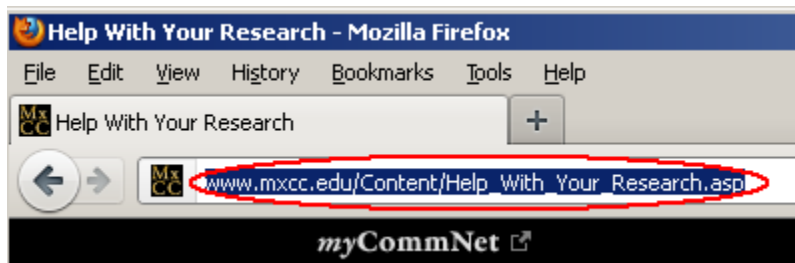 Help With Your Research - Mozilla Firefox
File Edit View History Bookmarks Tools Help
MX CC Help With Your Research +
MX CC www.mxcc.edu/Content/Help_With_Your_Research.asp
myCommNet